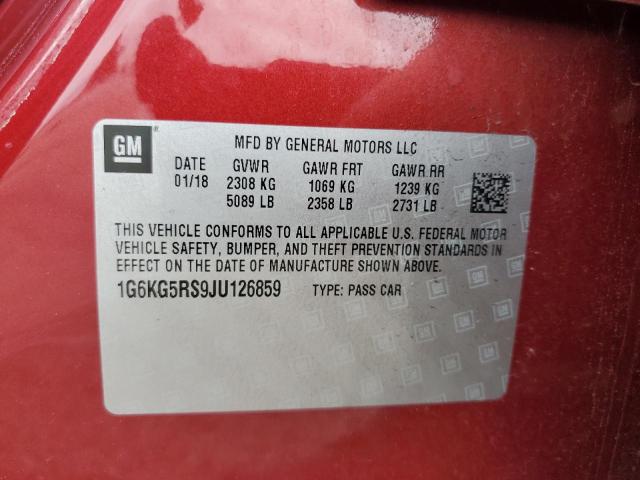 GM
MFD BY GENERAL MOTORS LLC
DATE GVWR GAWR FRT GAWR RR
01/18 2308 KG 1069 KG 1239 KG
5089 LB 2358 LB 2731 LB
THIS VEHICLE CONFORMS TO ALL APPLICABLE U.S. FEDERAL MOTOR
VEHICLE SAFETY, BUMPER, AND THEFT PREVENTION STANDARDS IN
EFFECT ON THE DATE OF MANUFACTURE SHOWN ABOVE.
1G6KG5RS9JU126859 TYPE: PASS CAR